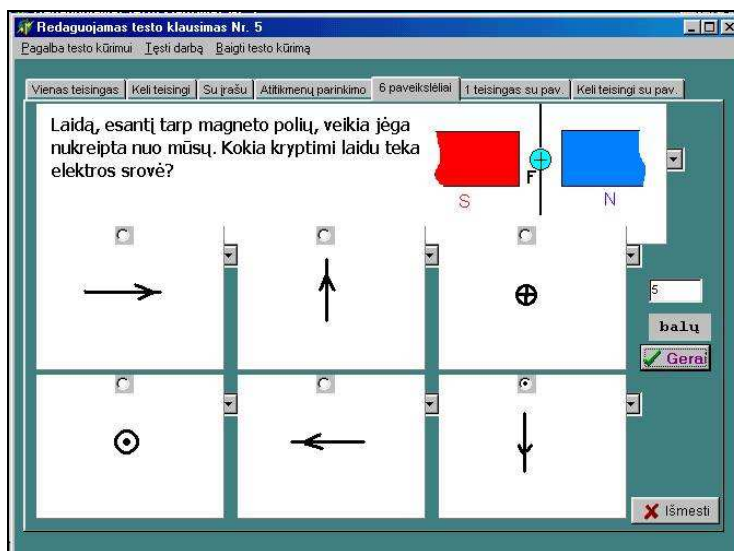 Redaguojamas testo klausimas Nr. 5
Pagalba testo kūrimui Tęsti darbą Baigti testo kūrimą
Vienas teisingas Keli teisingi Su įrašu Atitikmenų parinkimo 6 paveikslėliai 1 teisingas su pav. Keli teisingi su pav.
Laidą, esantį tarp magneto polių, veikia jėga
nukreipta nuo mūsų. Kokia kryptimi laidu teka
elektros srovė?
F
S N
5
balų
Gerai
Išmesti